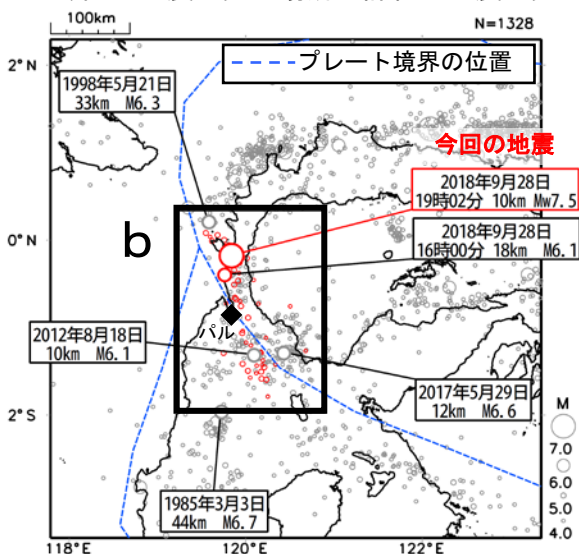 100km
N=1328
2°N
プレート境界の位置
1998年5月21日
33km M6.3
今回の地震
2018年9月28日
19時02分 10km Mw7.5
0°N
b
2018年9月28日
16時00分 18km M6.1
パル
2012年8月18日
10km M6.1
2017年5月29日
12km M6.6
2°S
M
7.0
6.0
5.0
4.0
1985年3月3日
44km M6.7
118°E
120°E
122°E